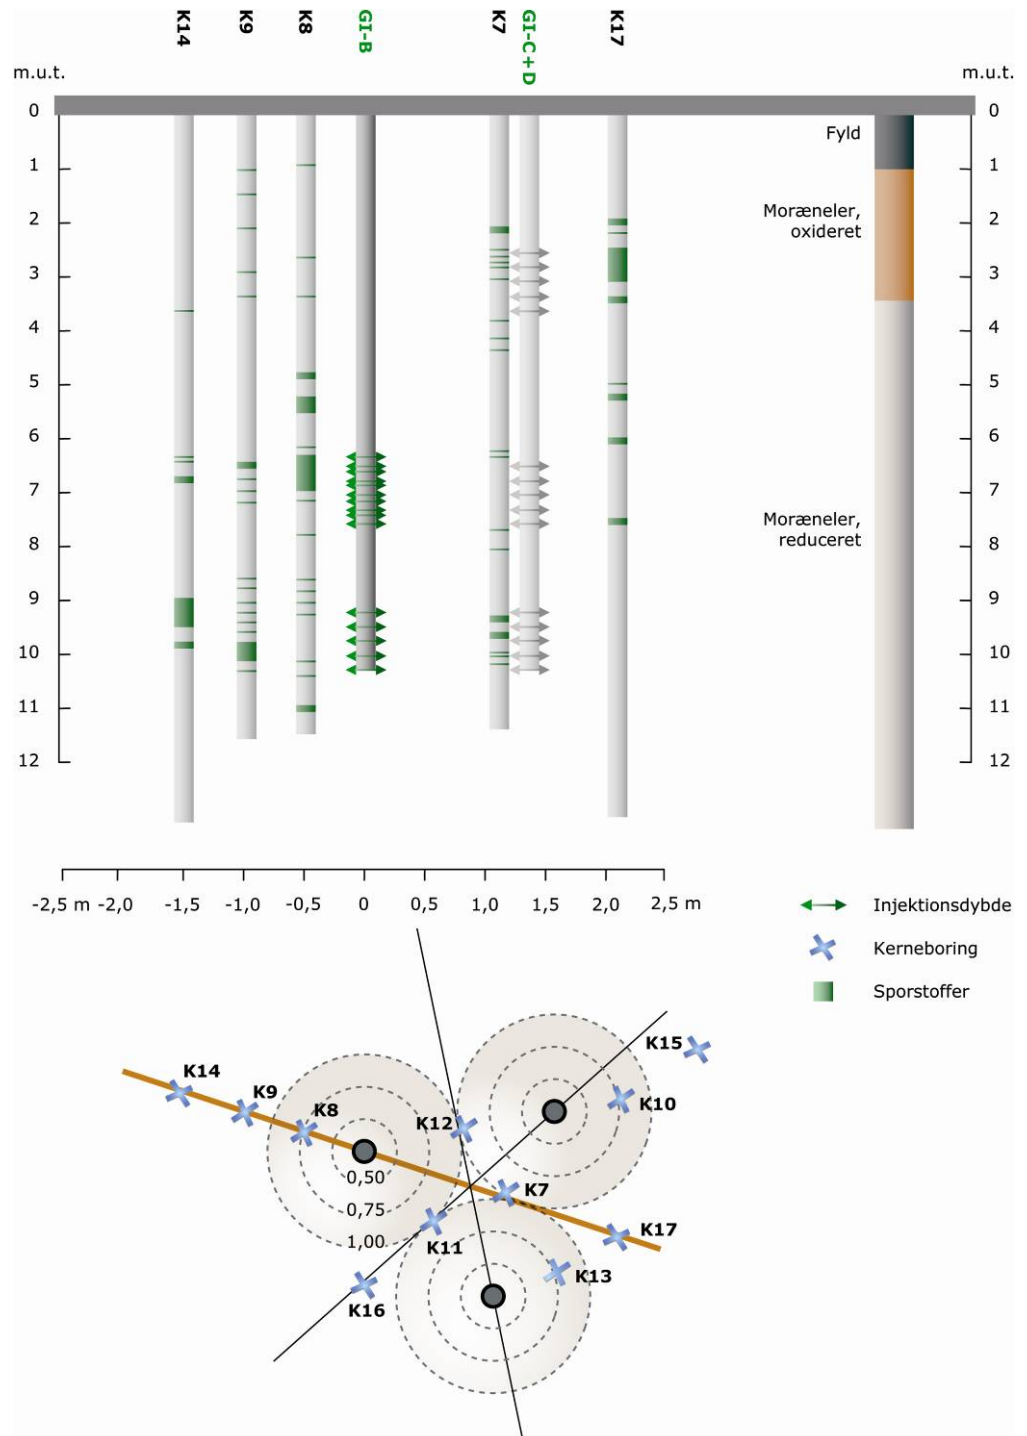 K14
K9
K8
GI-B
K7
GI-C+D
K17
m.u.t.
m.u.t.
0
1
2
3
4
5
6
7
8
9
10
11
12
0
1
2
3
4
5
6
7
8
9
10
11
12
Fyld
Moræneler,
oxideret
Moræneler,
reduceret
-2,5 m -2,0 -1,5 -1,0 -0,5 0 0,5 1,0 1,5 2,0 2,5 m
Injektionsdybde
Kerneboring
Sporstoffer
K14
K9
K8
K12
K15
K10
K7
K17
K11
K13
K16
0,50
0,75
1,00